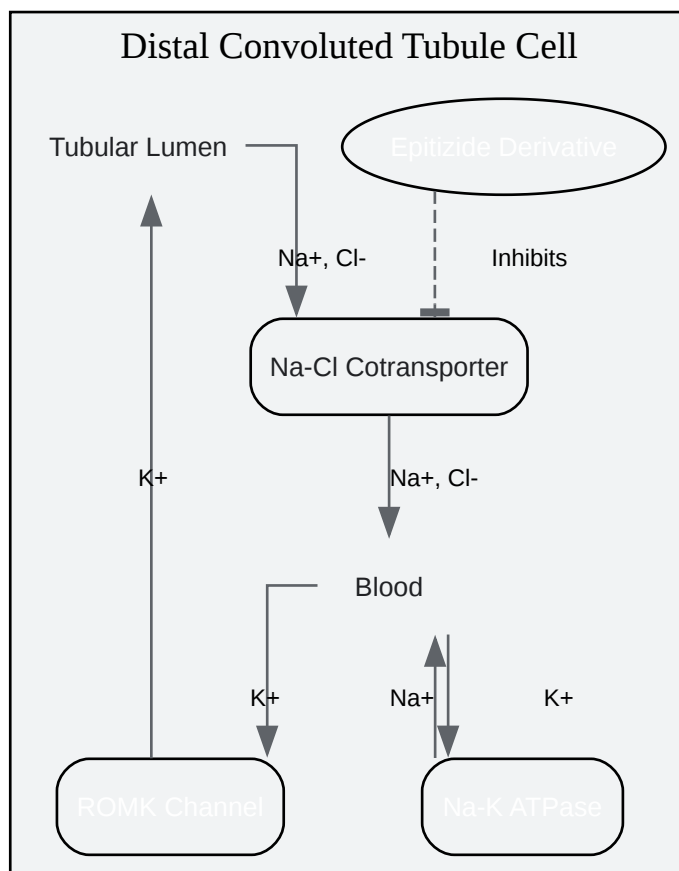 Distal Convoluted Tubule Cell
Tubular Lumen
Epitizide Derivative
Na+, Cl-
Inhibits
Na-Cl Cotransporter
K+
Na+, Cl-
Blood
K+
Na+
K+
ROMK Channel
Na-K ATPase